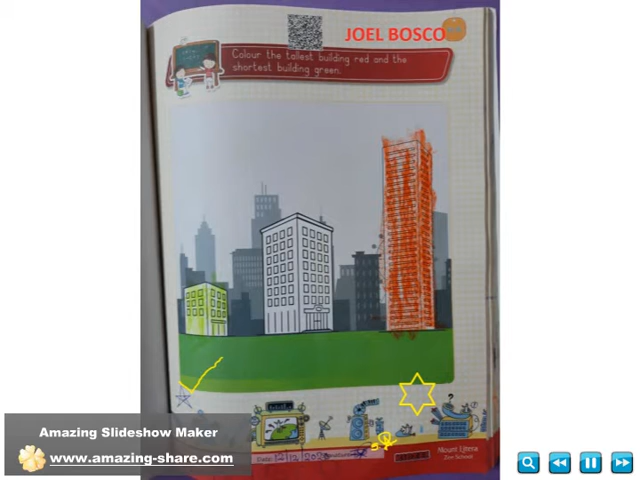 JOEL BOSCO
Colour the tallest building red and the
shortest building green.
Mount Litera
Zee School
Date:
Amazing Slideshow Maker
www.amazing-share.com